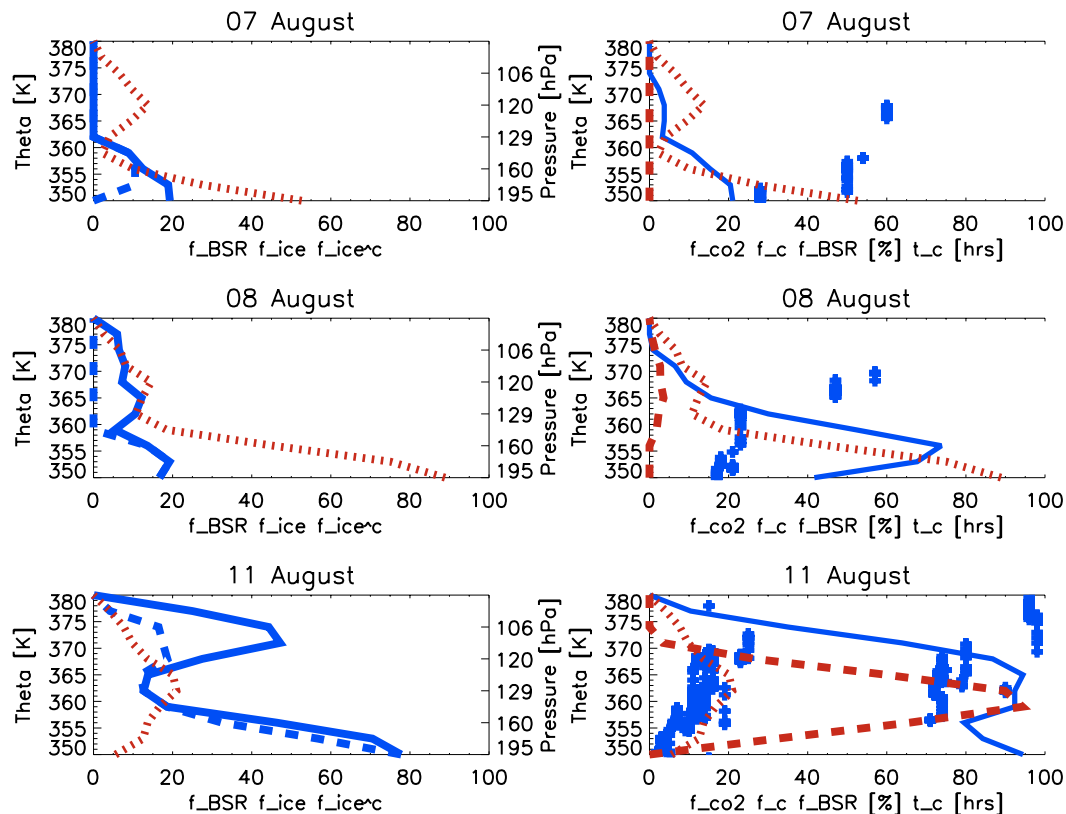 07 August
380
375
370
365
360
355
350
Theta [K]
106
120
129
160
195
Pressure [hPa]
0 20 40 60 80 100
f_BSR f_ice f_ice^c
07 August
380
375
370
365
360
355
350
Theta [K]
0 20 40 60 80 100
f_co2 f_c f_BSR [%] t_c [hrs]
08 August
380
375
370
365
360
355
350
Theta [K]
106
120
129
160
195
Pressure [hPa]
0 20 40 60 80 100
f_BSR f_ice f_ice^c
08 August
380
375
370
365
360
355
350
Theta [K]
0 20 40 60 80 100
f_co2 f_c f_BSR [%] t_c [hrs]
11 August
380
375
370
365
360
355
350
Theta [K]
106
120
129
160
195
Pressure [hPa]
0 20 40 60 80 100
f_BSR f_ice f_ice^c
11 August
380
375
370
365
360
355
350
Theta [K]
0 20 40 60 80 100
f_co2 f_c f_BSR [%] t_c [hrs]